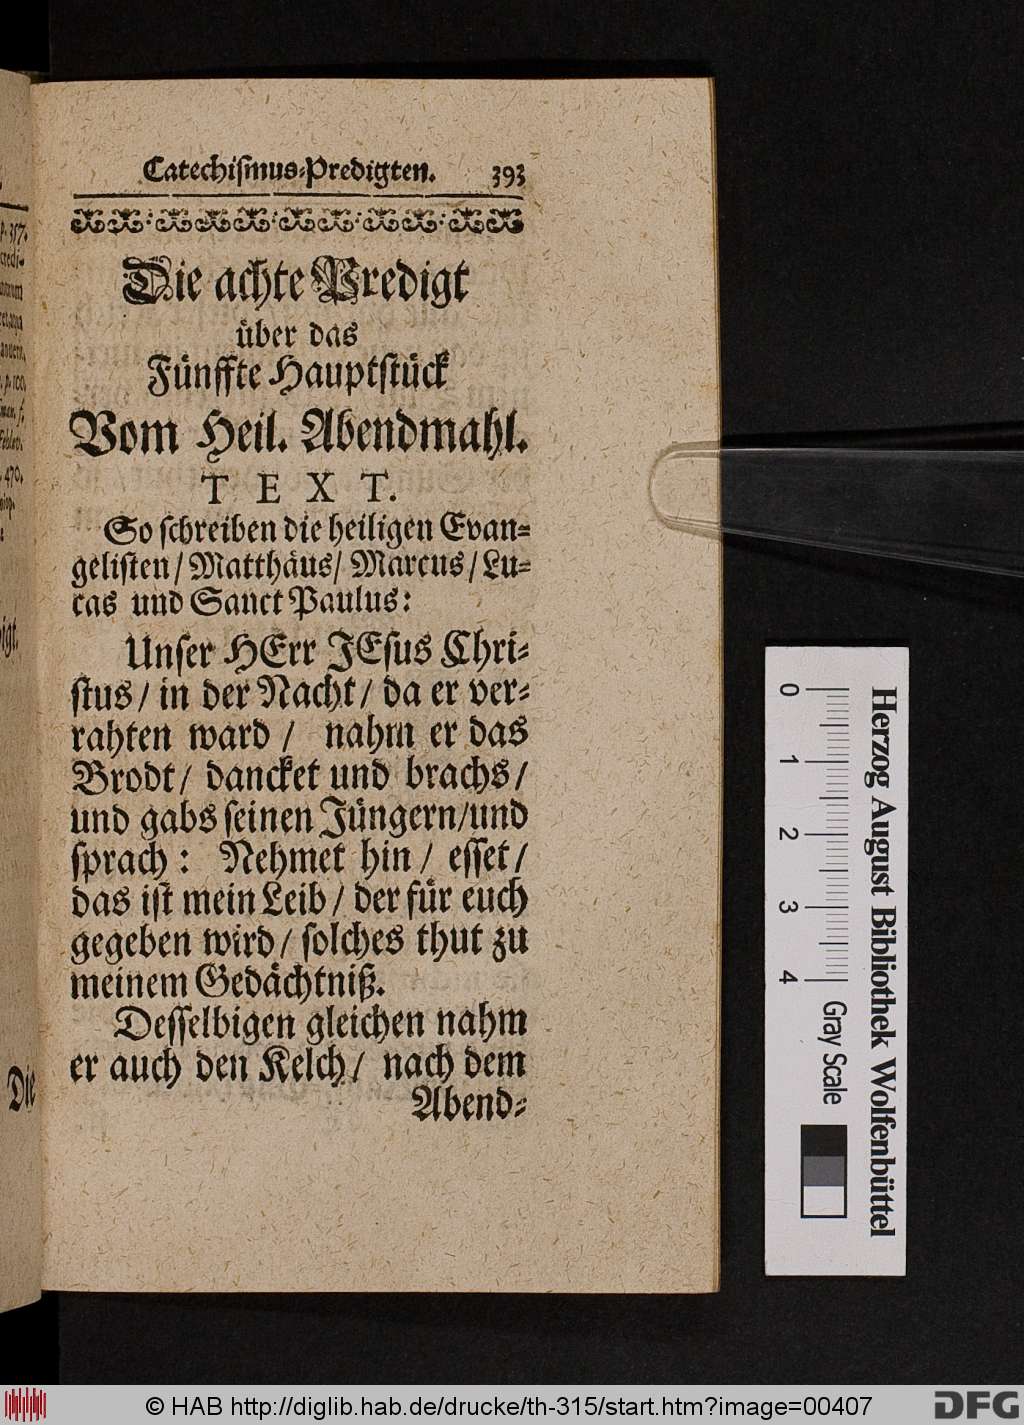 Catechiſmus-Predigten. 393
Die achte Predigt
über das
Fünffte Hauptſtück
Vom Heil. Abendmahl.
TEXT.
So ſchreiben die heiligen Evan-
geliſten / Matthäus / Marcus / Lu-
cas und Sanct Paulus:
Unſer HErr JEſus Chri-
ſtus / in der Nacht / da er ver-
rahten ward / nahm er das
Brodt / dancket und brachs /
und gabs ſeinen Jüngern/und
ſprach: Nehmet hin / eſſet /
das iſt mein Leib / der für euch
gegeben wird / ſolches thut zu
meinem Gedächtniß.
Deſſelbigen gleichen nahm
er auch den Kelch / nach dem
Abend-
p. 357.
470.
Die
Herzog August Bibliothek Wolfenbüttel
0 1 2 3 4 Gray Scale
© HAB http://diglib.hab.de/drucke/th-315/start.htm?image=00407
DFG